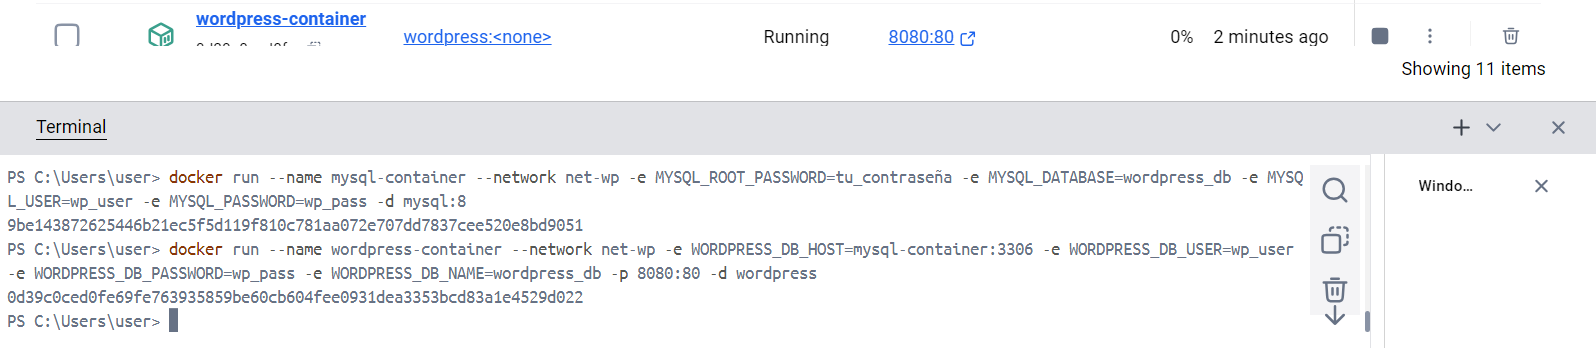 wordpress-container
wordpress:<none>
Running
8080:80
0%
2 minutes ago
Showing 11 items
Terminal
PS C:\Users\user> docker run --name mysql-container --network net-wp -e MYSQL_ROOT_PASSWORD=tu_contraseña -e MYSQL_DATABASE=wordpress_db -e MYSQ
L_USER=wp_user -e MYSQL_PASSWORD=wp_pass -d mysql:8
9be143872625446b21ec5f5d119f810c781aa072e707dd7837cee520e8bd9051
PS C:\Users\user> docker run --name wordpress-container --network net-wp -e WORDPRESS_DB_HOST=mysql-container:3306 -e WORDPRESS_DB_USER=wp_user
-e WORDPRESS_DB_PASSWORD=wp_pass -e WORDPRESS_DB_NAME=wordpress_db -p 8080:80 -d wordpress
0d39c0ced0fe69fe763935859be60cb604fee0931dea3353bcd83a1e4529d022
PS C:\Users\user>
Windo...